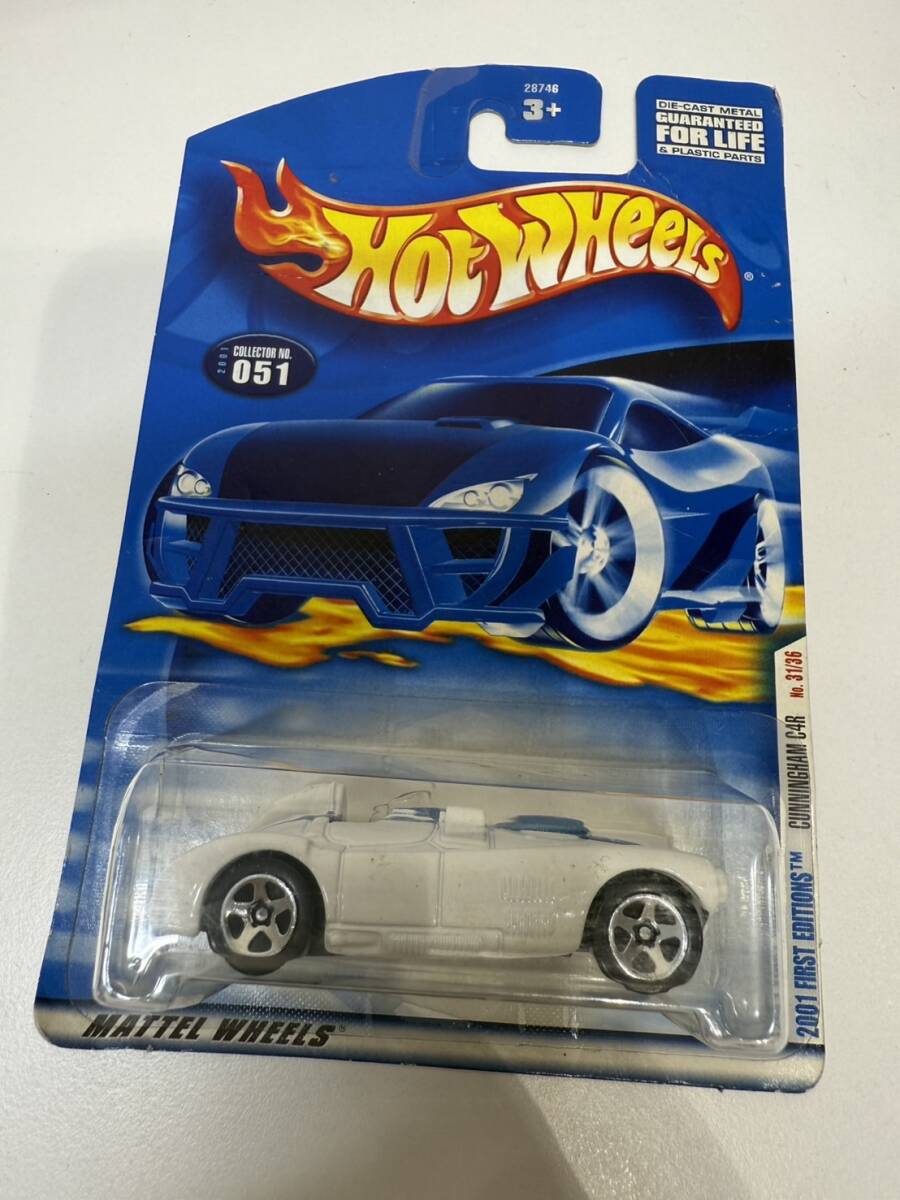 28746
3+
DIE-CAST METAL
GUARANTEED
FOR LIFE
& PLASTIC PARTS
HOT WHEELS®
2001
COLLECTOR NO.
051
2001 FIRST EDITIONS™ CUNNINGHAM C4R No. 31/36
MATTEL WHEELS®